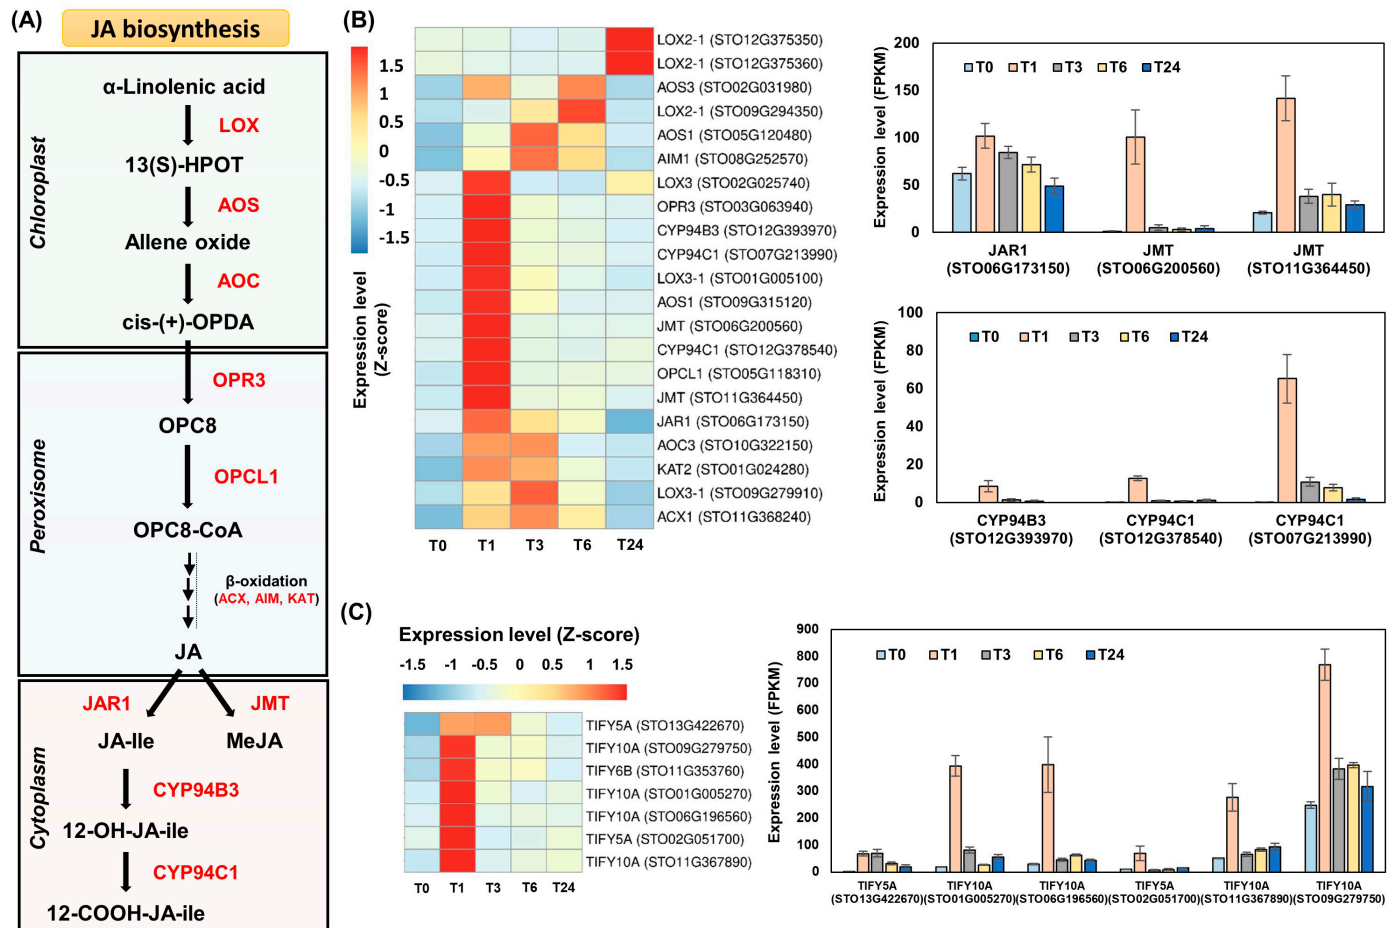 (A)
JA biosynthesis
Chloroplast
α-Linolenic acid
LOX
13(S)-HPOT
AOS
Allene oxide
AOC
cis-(+)-OPDA
Peroxisome
OPR3
OPC8
OPCL1
OPC8-CoA
β-oxidation
(ACX, AIM, KAT)
JA
Cytoplasm
JAR1
JMT
JA-Ile
MeJA
CYP94B3
12-OH-JA-ile
CYP94C1
12-COOH-JA-ile
(B)
1.5
1
0.5
0
-0.5
-1
-1.5
Expression level
(Z-score)
LOX2-1 (STO12G375350)
LOX2-1 (STO12G375360)
AOS3 (STO02G031980)
LOX2-1 (STO09G294350)
AOS1 (STO05G120480)
AIM1 (STO08G252570)
LOX3 (STO02G025740)
OPR3 (STO03G063940)
CYP94B3 (STO12G393970)
CYP94C1 (STO07G213990)
LOX3-1 (STO01G005100)
AOS1 (STO09G315120)
JMT (STO06G200560)
CYP94C1 (STO12G378540)
OPCL1 (STO05G118310)
JMT (STO11G364450)
JAR1 (STO06G173150)
AOC3 (STO10G322150)
KAT2 (STO01G024280)
LOX3-1 (STO09G279910)
ACX1 (STO11G368240)
T0 T1 T3 T6 T24
Expression level (FPKM)
200
150
100
50
0
T0 T1 T3 T6 T24
JAR1 JMT JMT
(STO06G173150) (STO06G200560) (STO11G364450)
Expression level (FPKM)
100
80
60
40
20
0
T0 T1 T3 T6 T24
CYP94B3 CYP94C1 CYP94C1
(STO12G393970) (STO12G378540) (STO07G213990)
(C)
Expression level (Z-score)
-1.5 -1 -0.5 0 0.5 1 1.5
TIFY5A (STO13G422670)
TIFY10A (STO09G279750)
TIFY6B (STO11G353760)
TIFY10A (STO01G005270)
TIFY10A (STO06G196560)
TIFY5A (STO02G051700)
TIFY10A (STO11G367890)
T0 T1 T3 T6 T24
Expression level (FPKM)
900
800
700
600
500
400
300
200
100
0
T0 T1 T3 T6 T24
TIFY5A TIFY10A TIFY10A TIFY5A TIFY10A TIFY10A
(STO13G422670) (STO01G005270) (STO06G196560) (STO02G051700) (STO11G367890) (STO09G279750)